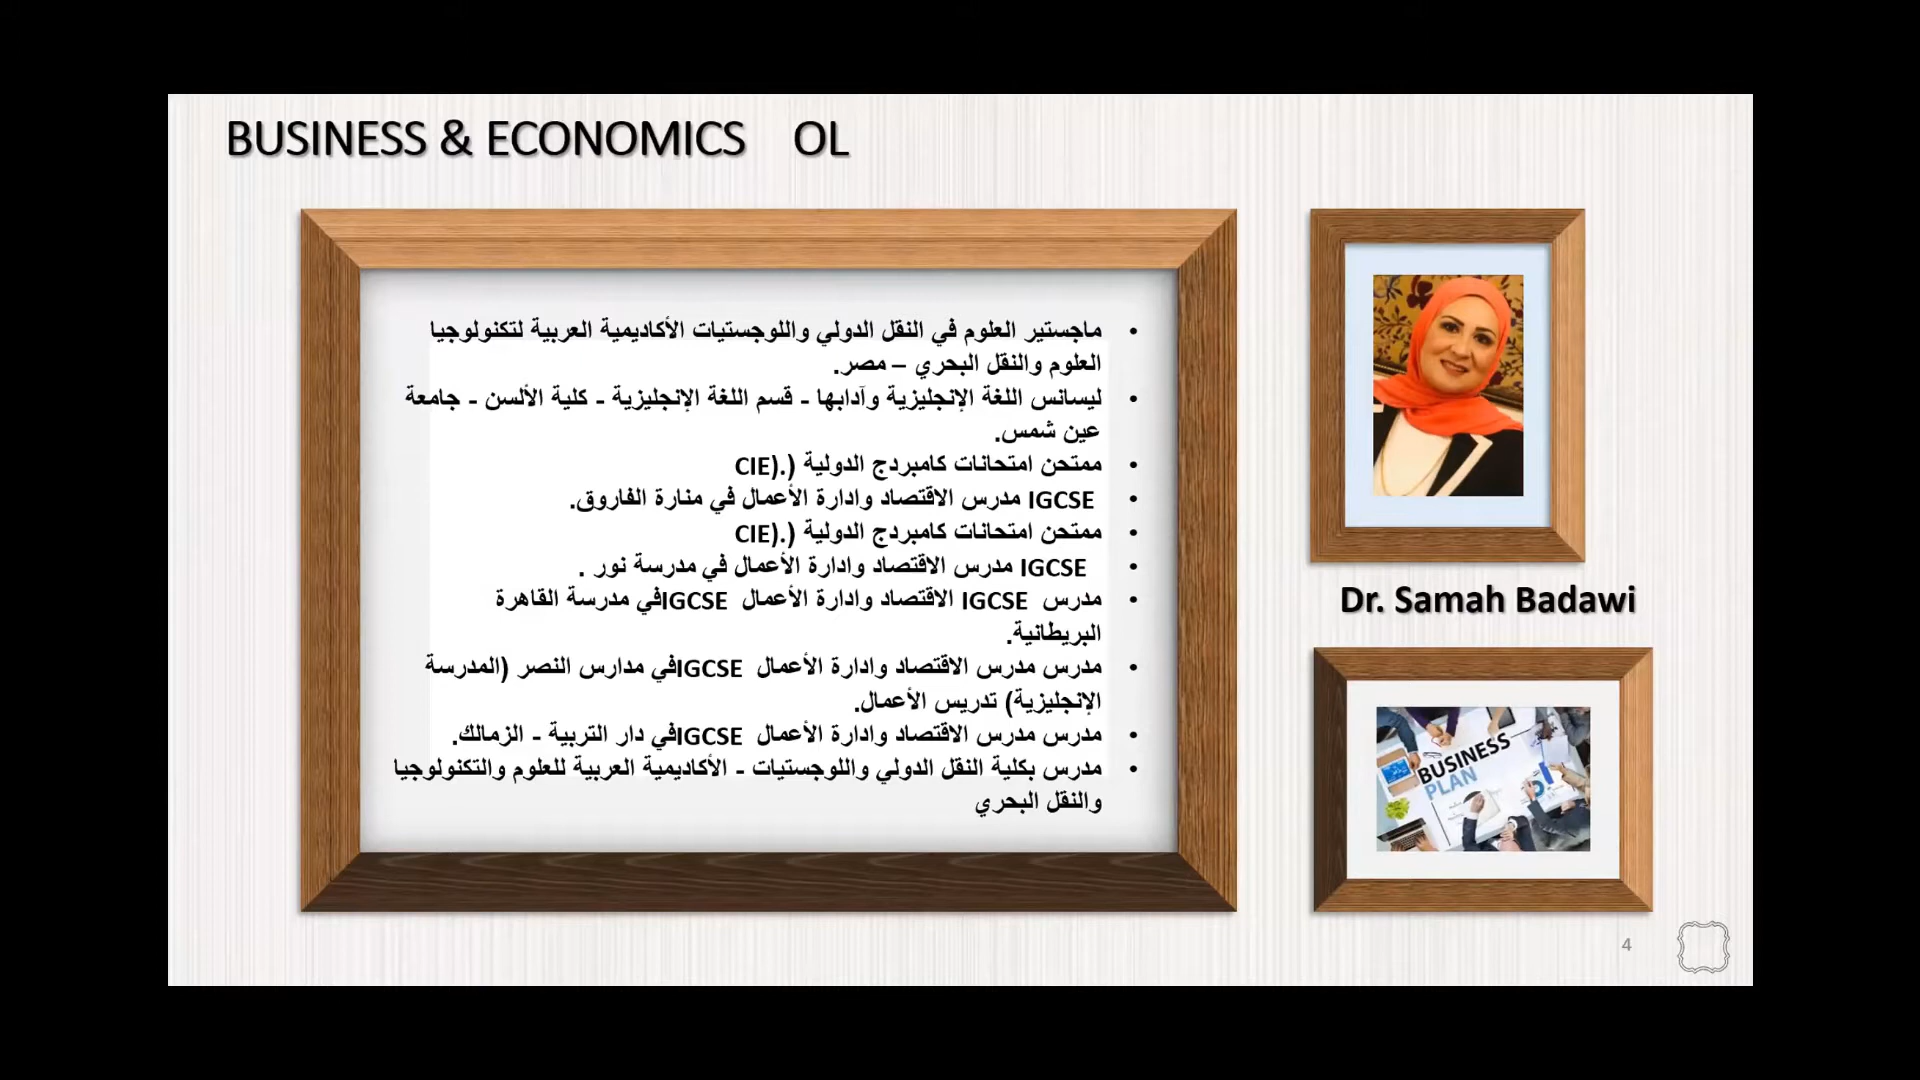 BUSINESS & ECONOMICS OL
• ماجستير العلوم في النقل الدولي واللوجستيات الأكاديمية العربية لتكنولوجيا
العلوم والنقل البحري – مصر.
• ليسانس اللغة الإنجليزية وآدابها - قسم اللغة الإنجليزية - كلية الألسن - جامعة
عين شمس.
• ممتحن امتحانات كامبردج الدولية (.(CIE
• IGCSE مدرس الاقتصاد وادارة الأعمال في منارة الفاروق.
• ممتحن امتحانات كامبردج الدولية (.(CIE
• IGCSE مدرس الاقتصاد وادارة الأعمال في مدرسة نور .
• مدرس IGCSE الاقتصاد وادارة الأعمال IGCSEفي مدرسة القاهرة
البريطانية.
• مدرس مدرس الاقتصاد وادارة الأعمال IGCSEفي مدارس النصر (المدرسة
الإنجليزية) تدريس الأعمال.
• مدرس مدرس الاقتصاد وادارة الأعمال IGCSEفي دار التربية - الزمالك.
• مدرس بكلية النقل الدولي واللوجستيات - الأكاديمية العربية للعلوم والتكنولوجيا
والنقل البحري
Dr. Samah Badawi
BUSINESS
PLAN
4